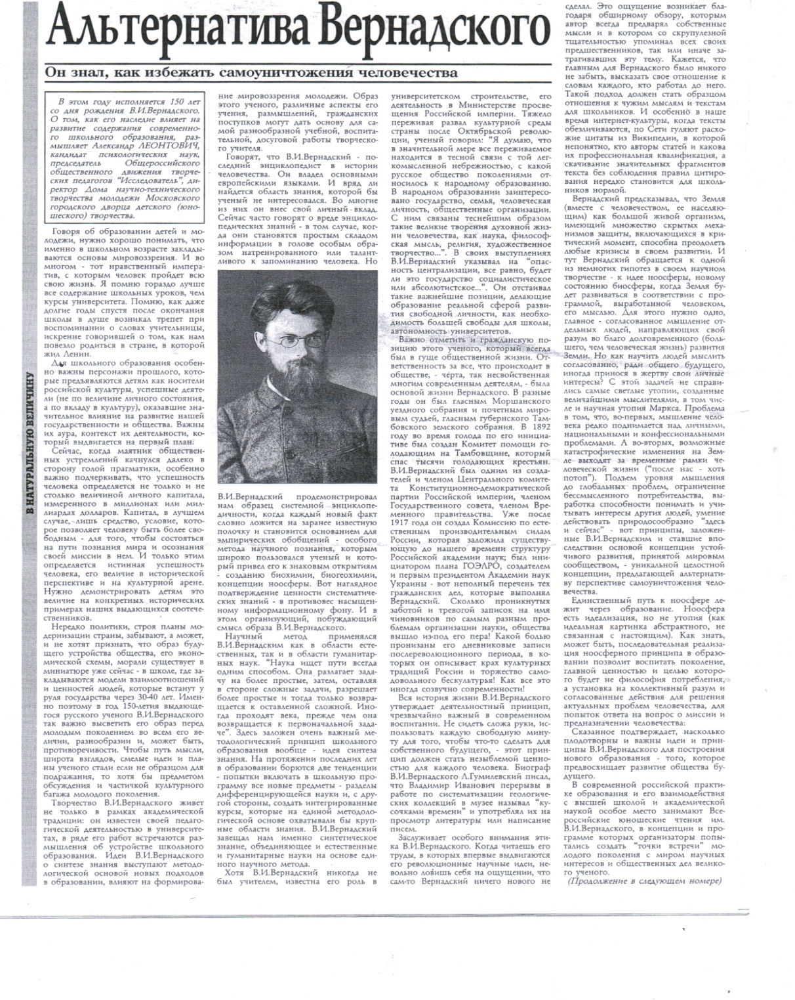 Альтернатива Вернадского
Он знал, как избежать самоуничтожения человечества
В НАТУРАЛЬНУЮ ВЕЛИЧИНУ
В этом году исполняется 150 лет
со дня рождения В.И.Вернадского.
О том, как его наследие влияет на
развитие содержания современно-
го школьного образования, раз-
мышляет Александр ЛЕОНТОВИЧ,
кандидат психологических наук,
председатель Общероссийского
общественного движения творче-
ских педагогов "Исследователь", ди-
ректор Дома научно-технического
творчества молодежи Московского
городского дворца детского (юно-
шеского) творчества.
Говоря об образовании детей и мо-
лодежи, нужно хорошо понимать, что
именно в школьном возрасте заклады-
ваются основы мировоззрения. И во
многом - тот нравственный импера-
тив, с которым человек пройдет всю
свою жизнь. Я помню гораздо лучше
все содержание школьных уроков, чем
курсы университета. Помню, как даже
долгие годы спустя после окончания
школы в душе возникал трепет при
воспоминании о словах учительницы,
искренне говорившей о том, как нам
повезло родиться в стране, в которой
жил Ленин.
Для школьного образования особен-
но важны персонажи прошлого, кото-
рые предъявляются детям как носители
российской культуры, успешные деяте-
ли (не по величине личного состояния,
а по вкладу в культуру), оказавшие зна-
чительное влияние на развитие нашей
государственности и общества. Важны
их аура, контекст их деятельности, ко-
торый выдвигается на первый план.
Сейчас, когда маятник обществен-
ных устремлений качнулся далеко в
сторону голой прагматики, особенно
важно подчеркивать, что успешность
человека определяется не только и не
столько величиной личного капитала,
измеренного в миллионах или мил-
лиардах долларов. Капитал, в лучшем
случае, - лишь средство, условие, кото-
рое позволяет человеку быть более сво-
бодным - для того, чтобы состояться
на пути познания мира и осознания
своей миссии в нем. И только этим
определяется истинная успешность
человека, его величие в исторической
перспективе и на культурной арене.
Нужно демонстрировать детям это
величие на конкретных исторических
примерах наших выдающихся соотече-
ственников.
Нередко политики, строя планы мо-
дернизации страны, забывают, а может,
и не хотят признать, что образ буду-
щего устройства общества, его эконо-
мической схемы, морали существует в
миниатюре уже сейчас - в школе, где за-
кладываются модели взаимоотношений
и ценностей людей, которые встанут у
руля государства через 30-40 лет. Имен-
но поэтому в год 150-летия выдающе-
гося русского ученого В.И.Вернадского
так важно высветить его образ перед
молодым поколением во всем его ве-
личии, разнообразии и, может быть,
противоречивости. Чтобы путь мысли,
широта взглядов, смелые идеи и пла-
ны ученого стали если не образцом для
подражания, то хотя бы предметом
обсуждения и частичкой культурного
багажа молодого поколения.
Творчество В.И.Вернадского живет
не только в рамках академической
традиции: он известен своей педаго-
гической деятельностью в университе-
тах, в ряде его работ встречаются раз-
мышления об устройстве школьного
образования. Идеи В.И.Вернадского
о синтезе знания выступают методо-
логической основой новых подходов
в образовании, влияют на формирова-
ние мировоззрения молодежи. Образ
этого ученого, различные аспекты его
учения, размышлений, гражданских
поступков могут дать основу для са-
мой разнообразной учебной, воспита-
тельной, досуговой работы творческо-
го учителя.
Говорят, что В.И.Вернадский - по-
следний энциклопедист в истории
человечества. Он владел основными
европейскими языками. И вряд ли
найдется область знания, которой бы
ученый не интересовался. Во многие
из них он внес свой личный вклад.
Сейчас часто говорят о вреде энцикло-
педических знаний - в том случае, ког-
да они становятся простым складом
информации в голове особым обра-
зом натренированного или талант-
ливого к запоминанию человека. Но
В.И.Вернадский продемонстрировал
нам образец системной энциклопе-
дичности, когда каждый новый факт
словно ложится на заранее известную
полочку и становится основанием для
эмпирических обобщений - особого
метода научного познания, которым
широко пользовался ученый и кото-
рый привел его к знаковым открытиям
- созданию биохимии, биогеохимии,
концепции ноосферы. Вот наглядное
подтверждение ценности систематиче-
ских знаний - в противовес насыщен-
ному информационному фону. И в
этом организующий, побуждающий
смысл образа В.И.Вернадского.
Научный метод применялся
В.И.Вернадским как в области есте-
ственных, так и в области гуманитар-
ных наук. "Наука ищет пути всегда
одним способом. Она разлагает зада-
чу на более простые, затем, оставляя
в стороне сложные задачи, разрешает
более простые и тогда только возвра-
щается к оставленной сложной. Ино-
гда проходят века, прежде чем она
возвращается к первоначальной зада-
че". Здесь заложен очень важный ме-
тодологический принцип школьного
образования вообще - идея синтеза
знания. На протяжении последних лет
в образовании борются две тенденции
- попытки включать в школьную про-
грамму все новые предметы - разделы
дифференцирующейся науки и, с дру-
гой стороны, создать интегрированные
курсы, которые на единой методоло-
гической основе охватывали бы круп-
ные области знания. В.И.Вернадский
завещал нам именно синтетическое
знание, объединяющее и естественные
и гуманитарные науки на основе еди-
ного научного метода.
Хотя В.И.Вернадский никогда не
был учителем, известна его роль в
университетском строительстве, его
деятельность в Министерстве просве-
щения Российской империи. Тяжело
переживая развал культурной среды
страны после Октябрьской револю-
ции, ученый говорил: "Я думаю, что
в значительной мере все переживаемое
находится в тесной связи с той лег-
комысленной небрежностью, с какой
русское общество поколениями от-
носилось к народному образованию.
В народном образовании заинтересо-
вано государство, семья, человеческая
личность, общественные организации.
С ним связаны теснейшим образом
такие великие творения духовной жиз-
ни человечества, как наука, философ-
ская мысль, религия, художественное
творчество...". В своих выступлениях
В.И.Вернадский указывал на "опас-
ность централизации, все равно, будет
ли это государство социалистическое
или абсолютистское...". Он отстаивал
такие важнейшие позиции, делающие
образование реальной сферой разви-
тия свободной личности, как необхо-
димость большей свободы для школы,
автономность университетов.
Важно отметить и гражданскую по-
зицию этого ученого, который всегда
был в гуще общественной жизни. От-
ветственность за все, что происходит в
обществе, - черта, так несвойственная
многим современным деятелям, - была
основой жизни Вернадского. В разные
годы он был гласным Моршанского
уездного собрания и почетным миро-
вым судьей, гласным губернского Там-
бовского земского собрания. В 1892
году во время голода по его инициа-
тиве был создан Комитет помощи го-
лодающим на Тамбовщине, который
спас тысячи голодающих крестьян.
В.И.Вернадский был одним из созда-
телей и членом Центрального комите-
та Конституционно-демократической
партии Российской империи, членом
Государственного совета, членом Вре-
менного правительства. Уже после
1917 года он создал Комиссию по есте-
ственным производительным силам
России, которая заложила существу-
ющую до нашего времени структуру
Российской академии наук; был ини-
циатором плана ГОЭЛРО, создателем
и первым президентом Академии наук
Украины - вот неполный перечень тех
гражданских дел, которые выполнял
Вернадский. Сколько проникнутых
заботой и тревогой записок на имя
чиновников по самым разным про-
блемам организации науки, общества
вышло из-под его пера! Какой болью
пронизаны его дневниковые записи
послереволюционного периода, в ко-
торых он описывает крах культурных
традиций России и торжество само-
довольного бескультурья! Как все это
иногда созвучно современности!
Вся история жизни В.И.Вернадского
утверждает деятельностный принцип,
чрезвычайно важный в современном
воспитании. Не сидеть сложа руки, ис-
пользовать каждую свободную мину-
ту для того, чтобы что-то сделать для
собственного будущего, - этот прин-
цип должен стать незыблемой ценно-
стью для каждого человека. Биограф
В.И.Вернадского Л.Гумилевский писал,
что Владимир Иванович перерывы в
работе по систематизации геологиче-
ских коллекций в музее называл "ку-
сочками времени" и употреблял их на
просмотр литературы или написание
писем.
Заслуживает особого внимания эти-
ка В.И.Вернадского. Когда читаешь его
труды, в которых впервые выдвигаются
его революционные научные идеи, не-
вольно ловишь себя на ощущении, что
сам-то Вернадский ничего нового не
сделал. Это ощущение возникает бла-
годаря обширному обзору, которым
автор всегда предварял собственные
мысли и в котором со скрупулезной
тщательностью упоминал всех своих
предшественников, так или иначе за-
трагивавших эту тему. Кажется, что
главным для Вернадского было никого
не забыть, высказать свое отношение к
словам каждого, кто работал до него.
Такой подход должен стать образом
отношения к чужим мыслям и текстам
для школьников. И особенно в наше
время интернет-культуры, когда тексты
обезличиваются, по Сети гуляют расхо-
жие цитаты из Википедии, в которой
непонятно, кто авторы статей и какова
их профессиональная квалификация, а
скачивание значительных фрагментов
текста без соблюдения правил цитиро-
вания нередко становится для школь-
ников нормой.
Вернадский предсказывал, что Земля
(вместе с человечеством, ее населяю-
щим) как большой живой организм,
имеющий множество скрытых меха-
низмов защиты, включающихся в кри-
тический момент, способна преодолеть
любые кризисы в своем развитии. И
тут Вернадский обращается к одной
из немногих гипотез в своем научном
творчестве - к идее ноосферы, новому
состоянию биосферы, когда Земля бу-
дет развиваться в соответствии с про-
граммой, выработанной человеком,
его мыслью. Для этого нужно одно,
главное - согласованное мышление от-
дельных людей, направляющих свой
разум во благо долговременного (боль-
шего, чем человеческая жизнь) развития
Земли. Но как научить людей мыслить
согласованно, ради общего будущего,
иногда принося в жертву свои личные
интересы? С этой задачей не справи-
лись самые светлые утопии, созданные
величайшими мыслителями, в том чис-
ле и научная утопия Маркса. Проблема
в том, что, во-первых, мышление чело-
века редко поднимается над личными,
национальными и конфессиональными
проблемами. А во-вторых, возможные
катастрофические изменения на Зем-
ле выходят за временные рамки че-
ловеческой жизни ("после нас - хоть
потоп"). Подъем уровня мышления
до глобальных проблем, ограничение
бессмысленного потребительства, вы-
работка способности понимать и учи-
тывать интересы других людей, умение
действовать природосообразно "здесь
и сейчас" - вот принципы, заложен-
ные В.И.Вернадским и ставшие впо-
следствии основой концепции устой-
чивого развития, принятой мировым
сообществом, - уникальной целостной
концепции, предлагающей альтернати-
ву перспективе самоуничтожения чело-
вечества.
Единственный путь к ноосфере ле-
жит через образование. Ноосфера
есть идеализация, но не утопия (как
идеальная картинка абстрактного, не
связанная с настоящим). Как знать,
может быть, последовательная реализа-
ция ноосферного принципа в образо-
вании позволит воспитать поколение,
главной ценностью и целью которо-
го будет не философия потребления,
а установка на коллективный разум и
согласованные действия для решения
актуальных проблем человечества, для
попыток ответа на вопрос о миссии и
предназначении человечества.
Сказанное подтверждает, насколько
плодотворны и важны идеи и прин-
ципы В.И.Вернадского для построения
нового образования - того, которое
предвосхищает развитие общества бу-
дущего.
В современной российской практи-
ке образования и его взаимодействия
с высшей школой и академической
наукой особое место занимают Все-
российские юношеские чтения им.
В.И.Вернадского, в концепции и про-
грамме которых организаторы попы-
тались создать "точки встречи" мо-
лодого поколения с миром научных
интересов и общественных дел велико-
го ученого.
(Продолжение в следующем номере)